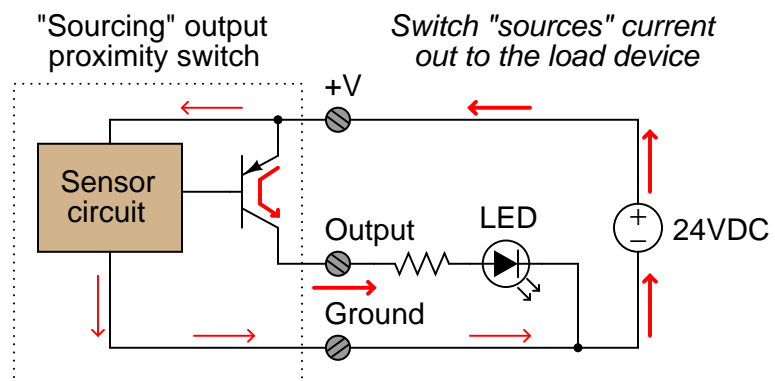 "Sourcing" output
proximity switch
Switch "sources" current
out to the load device
+V
Sensor
circuit
Output
LED
+
−
24VDC
Ground